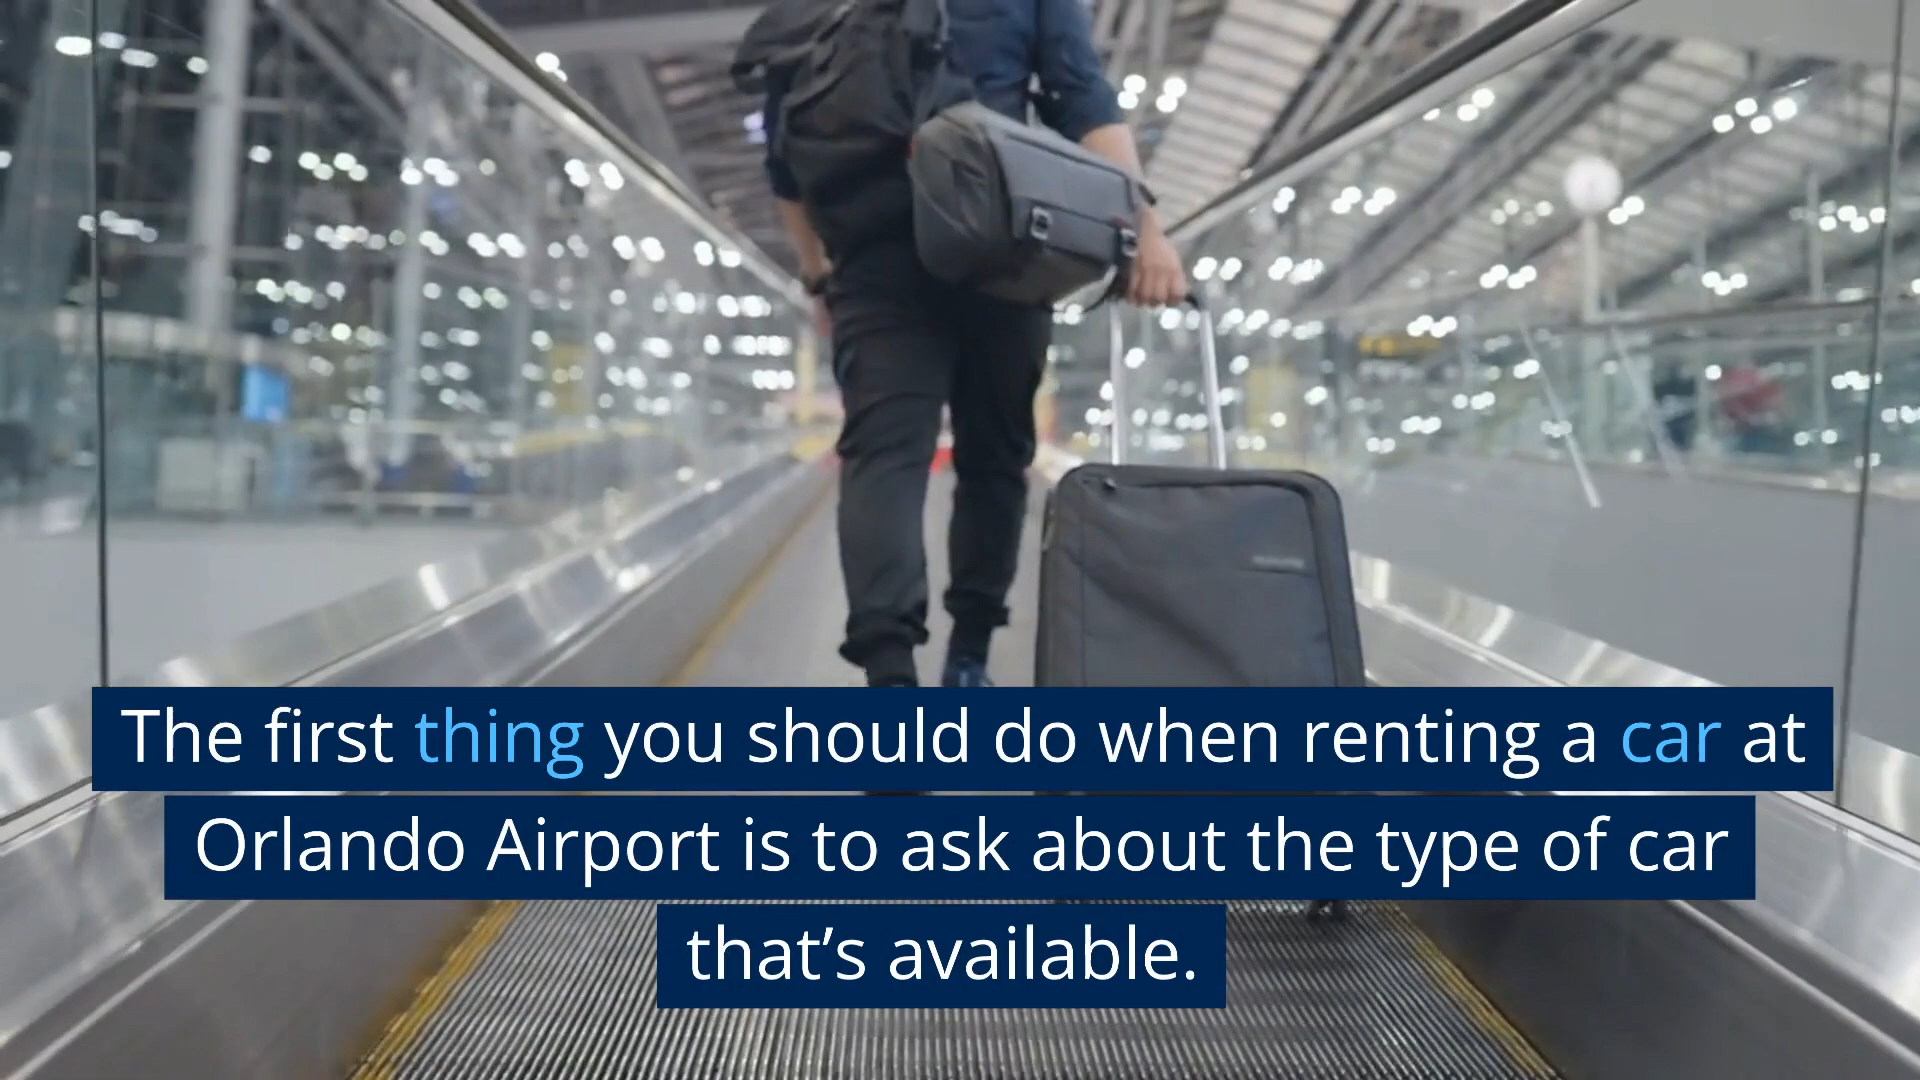 The first thing you should do when renting a car at
Orlando Airport is to ask about the type of car
that’s available.